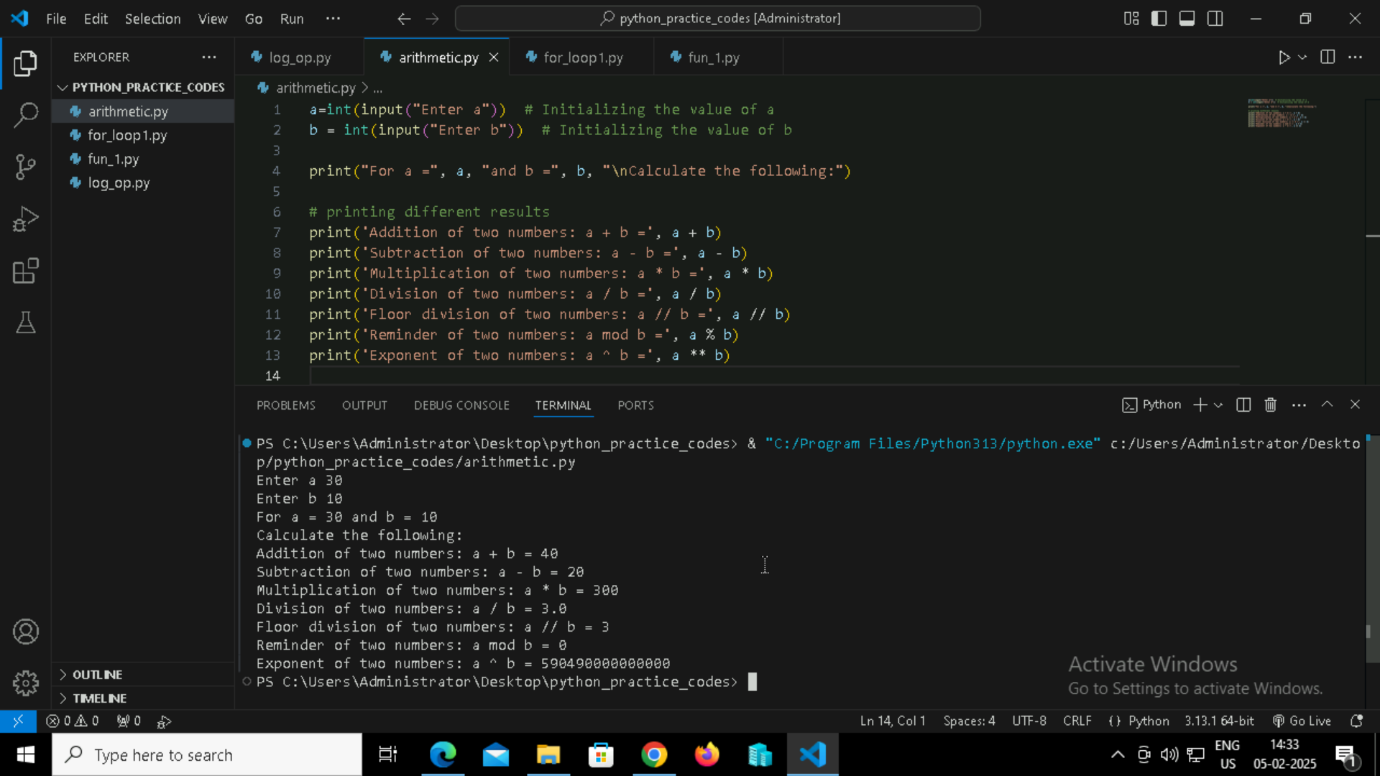 File Edit Selection View Go Run ··· python_practice_codes [Administrator]
EXPLORER ···
log_op.py arithmetic.py for_loop1.py fun_1.py
PYTHON_PRACTICE_CODES
arithmetic.py
for_loop1.py
fun_1.py
log_op.py
arithmetic.py > ...
1 a=int(input("Enter a")) # Initializing the value of a
2 b = int(input("Enter b")) # Initializing the value of b
3
4 print("For a =", a, "and b =", b, "\nCalculate the following:")
5
6 # printing different results
7 print('Addition of two numbers: a + b =', a + b)
8 print('Subtraction of two numbers: a - b =', a - b)
9 print('Multiplication of two numbers: a * b =', a * b)
10 print('Division of two numbers: a / b =', a / b)
11 print('Floor division of two numbers: a // b =', a // b)
12 print('Reminder of two numbers: a mod b =', a % b)
13 print('Exponent of two numbers: a ^ b =', a ** b)
14
PROBLEMS OUTPUT DEBUG CONSOLE TERMINAL PORTS Python
PS C:\Users\Administrator\Desktop\python_practice_codes> & "C:/Program Files/Python313/python.exe" c:/Users/Administrator/Deskto
p/python_practice_codes/arithmetic.py
Enter a 30
Enter b 10
For a = 30 and b = 10
Calculate the following:
Addition of two numbers: a + b = 40
Subtraction of two numbers: a - b = 20
Multiplication of two numbers: a * b = 300
Division of two numbers: a / b = 3.0
Floor division of two numbers: a // b = 3
Reminder of two numbers: a mod b = 0
Exponent of two numbers: a ^ b = 590490000000000
PS C:\Users\Administrator\Desktop\python_practice_codes>
OUTLINE
TIMELINE
Activate Windows
Go to Settings to activate Windows.
0 0 0 Ln 14, Col 1 Spaces: 4 UTF-8 CRLF {} Python 3.13.1 64-bit Go Live
Type here to search
ENG
US
14:33
05-02-2025
1